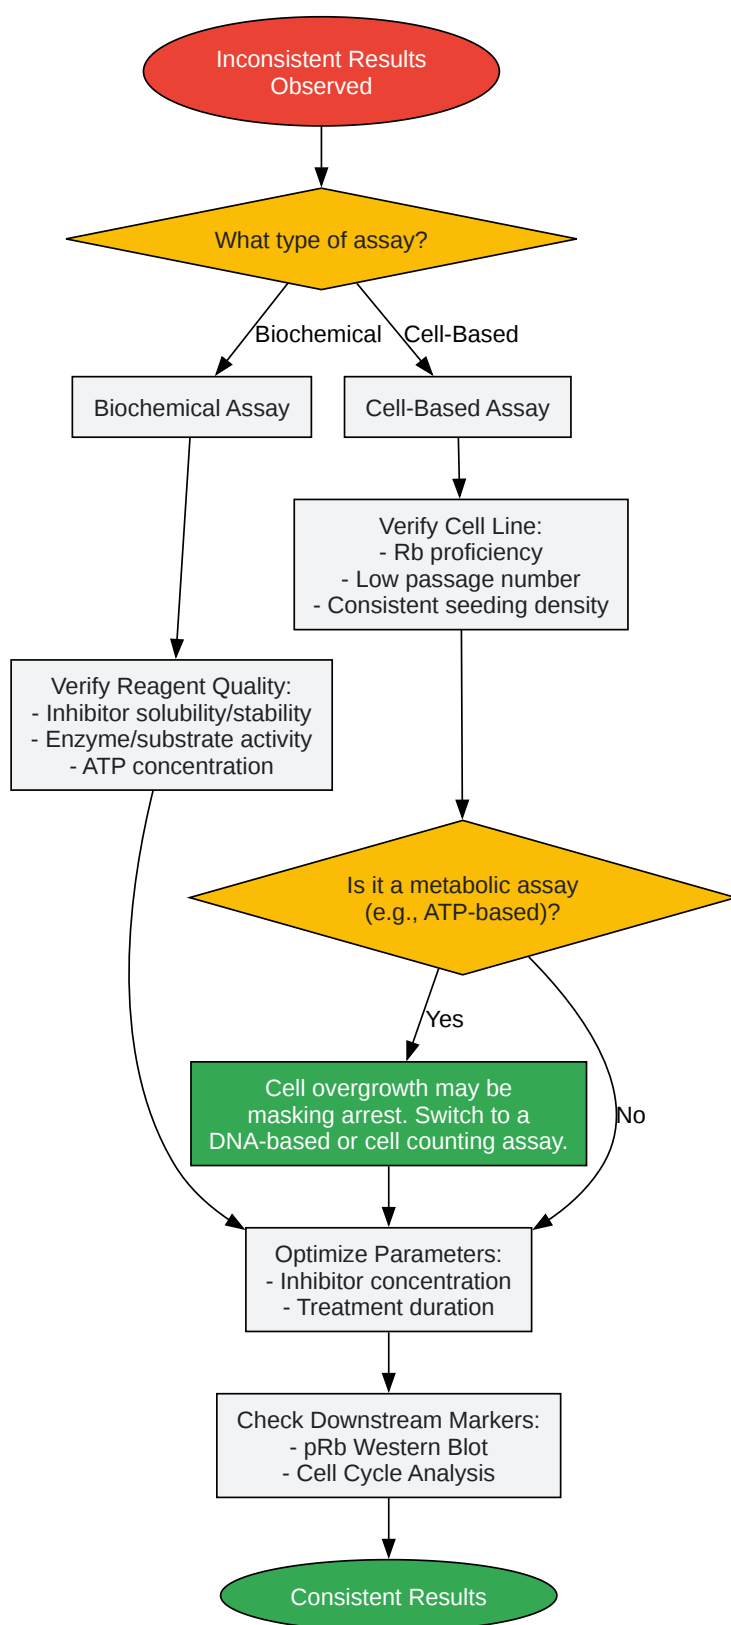 Inconsistent Results
Observed
What type of assay?
Biochemical
Cell-Based
Biochemical Assay
Cell-Based Assay
Verify Cell Line:
- Rb proficiency
- Low passage number
- Consistent seeding density
Verify Reagent Quality:
- Inhibitor solubility/stability
- Enzyme/substrate activity
- ATP concentration
Is it a metabolic assay
(e.g., ATP-based)?
Yes
No
Cell overgrowth may be
masking arrest. Switch to a
DNA-based or cell counting assay.
Optimize Parameters:
- Inhibitor concentration
- Treatment duration
Check Downstream Markers:
- pRb Western Blot
- Cell Cycle Analysis
Consistent Results